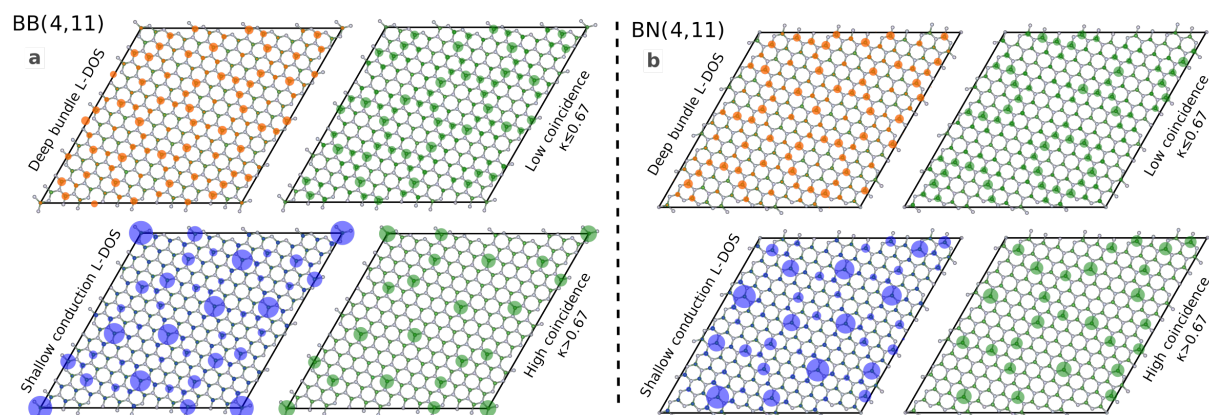 BB(4,11)
a
Deep bundle L-DOS
Low coincidence
κ≤0.67
Shallow conduction L-DOS
High coincidence
κ>0.67
BN(4,11)
b
Deep bundle L-DOS
Low coincidence
κ≤0.67
Shallow conduction L-DOS
High coincidence
κ>0.67